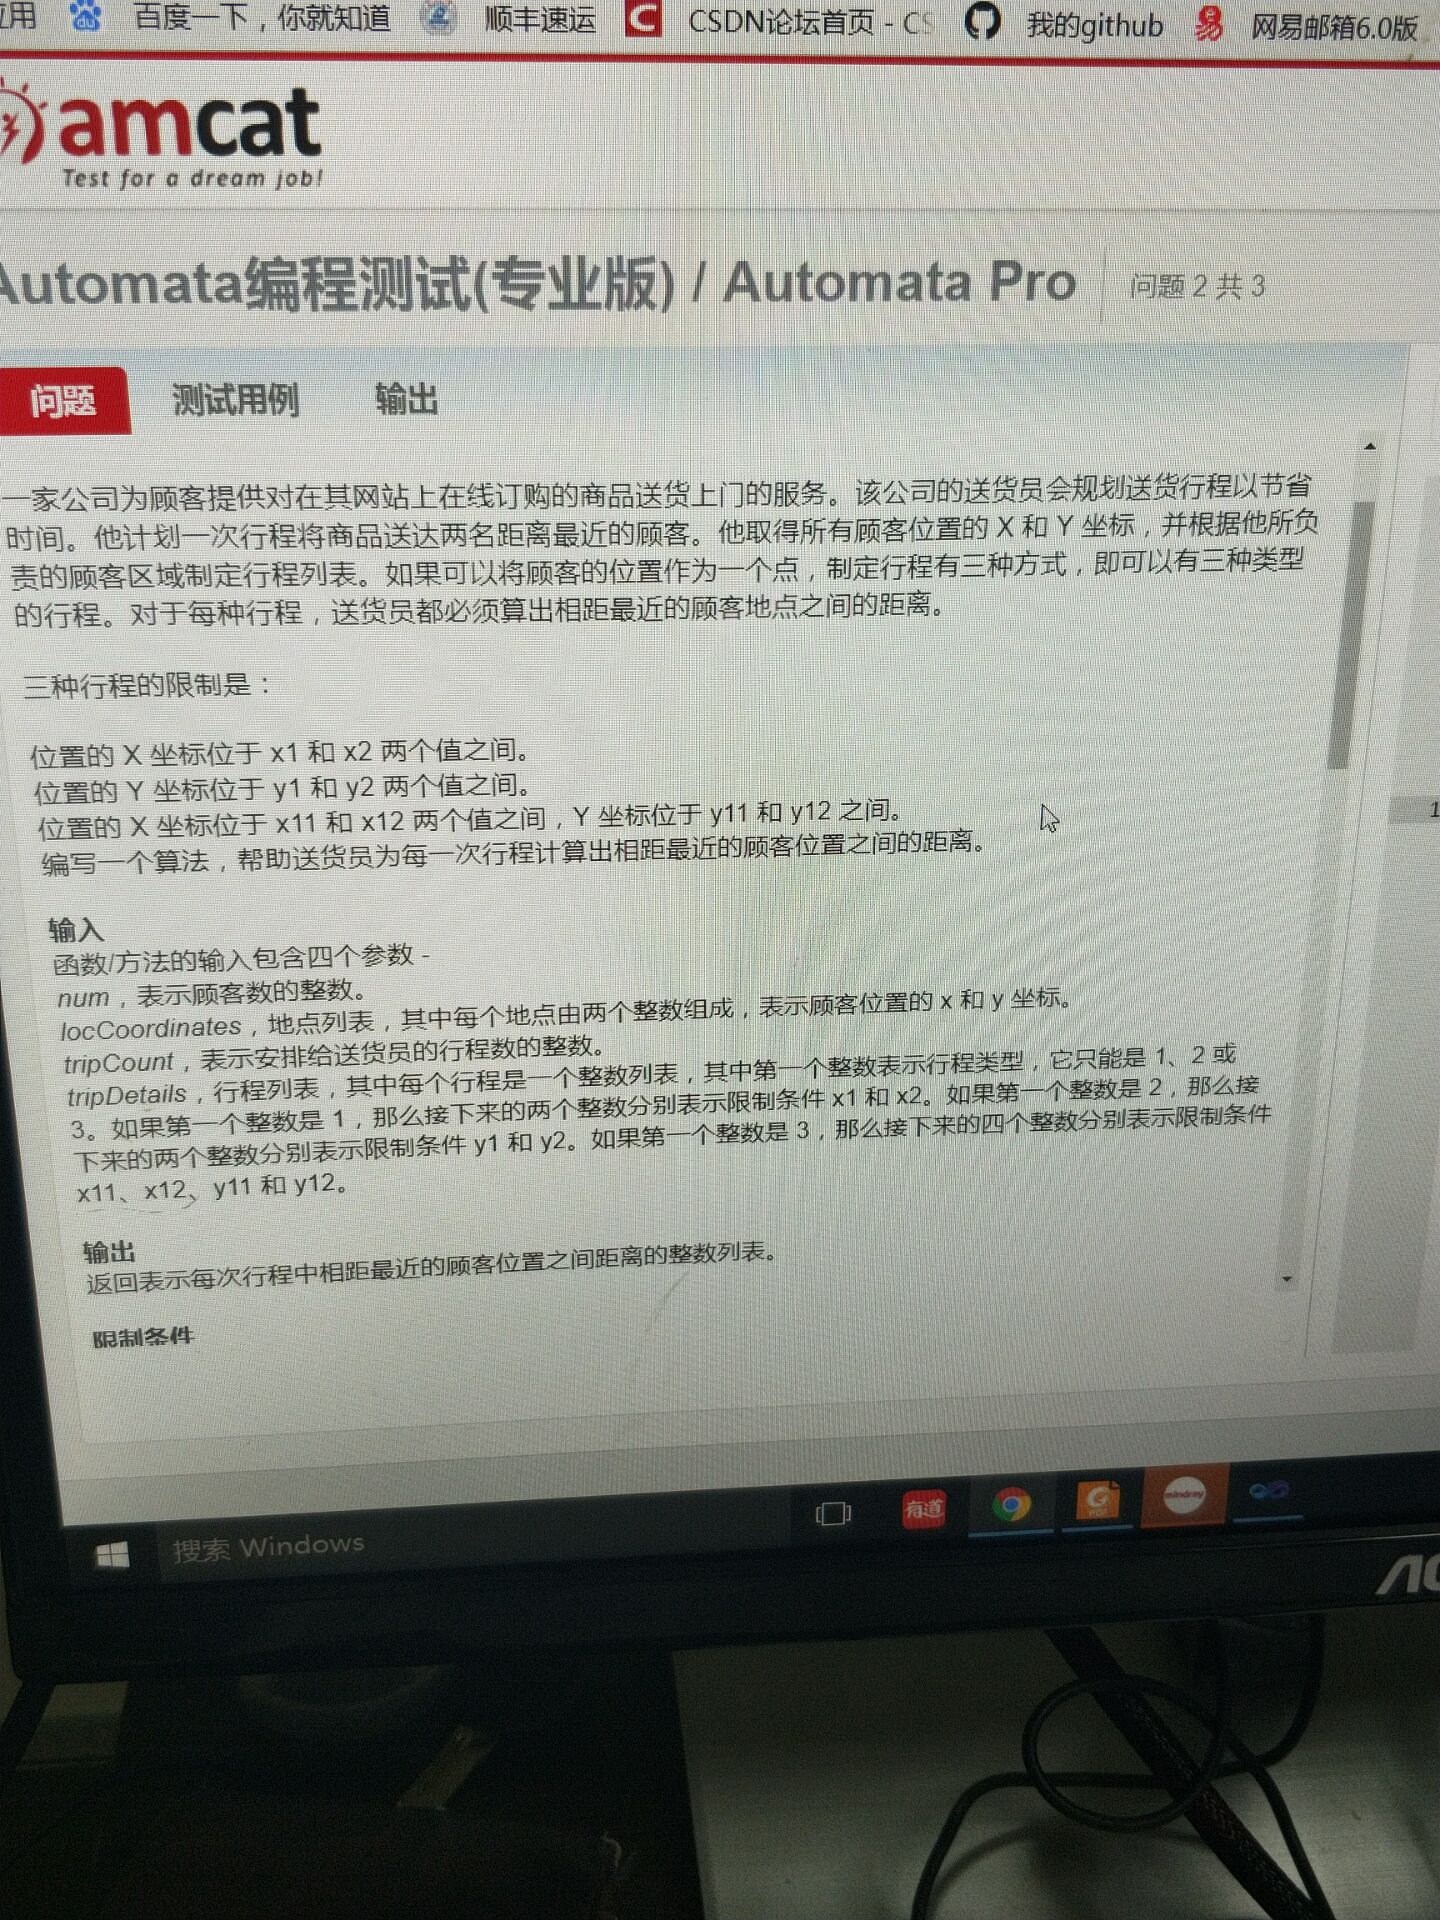 应用 百度一下，你就知道 顺丰速运 CSDN论坛首页 - CS 我的github 网易邮箱6.0版
amcat
Test for a dream job!
Automata编程测试(专业版) / Automata Pro 问题 2 共 3
问题 测试用例 输出
一家公司为顾客提供对在其网站上在线订购的商品送货上门的服务。该公司的送货员会规划送货行程以节省
时间。他计划一次行程将商品送达两名距离最近的顾客。他取得所有顾客位置的 X 和 Y 坐标，并根据他所负
责的顾客区域制定行程列表。如果可以将顾客的位置作为一个点，制定行程有三种方式，即可以有三种类型
的行程。对于每种行程，送货员都必须算出相距最近的顾客地点之间的距离。
三种行程的限制是：
位置的 X 坐标位于 x1 和 x2 两个值之间。
位置的 Y 坐标位于 y1 和 y2 两个值之间。
位置的 X 坐标位于 x11 和 x12 两个值之间，Y 坐标位于 y11 和 y12 之间。
编写一个算法，帮助送货员为每一次行程计算出相距最近的顾客位置之间的距离。
输入
函数/方法的输入包含四个参数 -
num，表示顾客数的整数。
locCoordinates，地点列表，其中每个地点由两个整数组成，表示顾客位置的 x 和 y 坐标。
tripCount，表示安排给送货员的行程数的整数。
tripDetails，行程列表，其中每个行程是一个整数列表，其中第一个整数表示行程类型，它只能是 1、2 或
3。如果第一个整数是 1，那么接下来的两个整数分别表示限制条件 x1 和 x2。如果第一个整数是 2，那么接
下来的两个整数分别表示限制条件 y1 和 y2。如果第一个整数是 3，那么接下来的四个整数分别表示限制条件
x11、x12、y11 和 y12。
输出
返回表示每次行程中相距最近的顾客位置之间距离的整数列表。
限制条件
1
搜索 Windows
有道
PDF
mindray